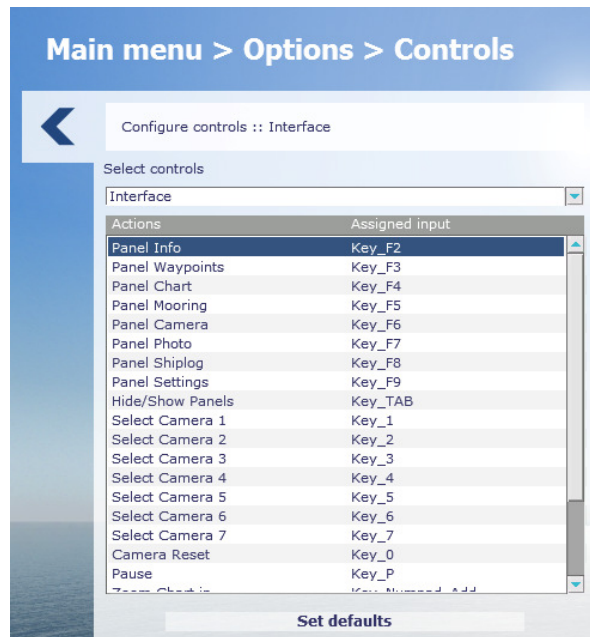 Main menu > Options > Controls
Configure controls :: Interface
Select controls
Interface
Actions Assigned input
Panel Info Key_F2
Panel Waypoints Key_F3
Panel Chart Key_F4
Panel Mooring Key_F5
Panel Camera Key_F6
Panel Photo Key_F7
Panel Shiplog Key_F8
Panel Settings Key_F9
Hide/Show Panels Key_TAB
Select Camera 1 Key_1
Select Camera 2 Key_2
Select Camera 3 Key_3
Select Camera 4 Key_4
Select Camera 5 Key_5
Select Camera 6 Key_6
Select Camera 7 Key_7
Camera Reset Key_0
Pause Key_P
Zoom Chart in Key_Numpad_Add
Set defaults